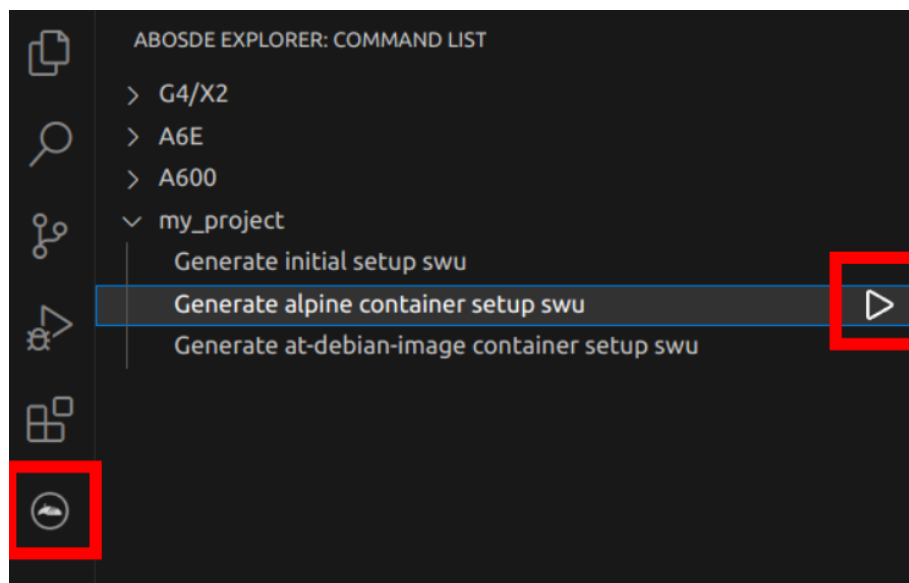 ABOSDE EXPLORER: COMMAND LIST
G4/X2
A6E
A600
my_project
Generate initial setup swu
Generate alpine container setup swu
Generate at-debian-image container setup swu